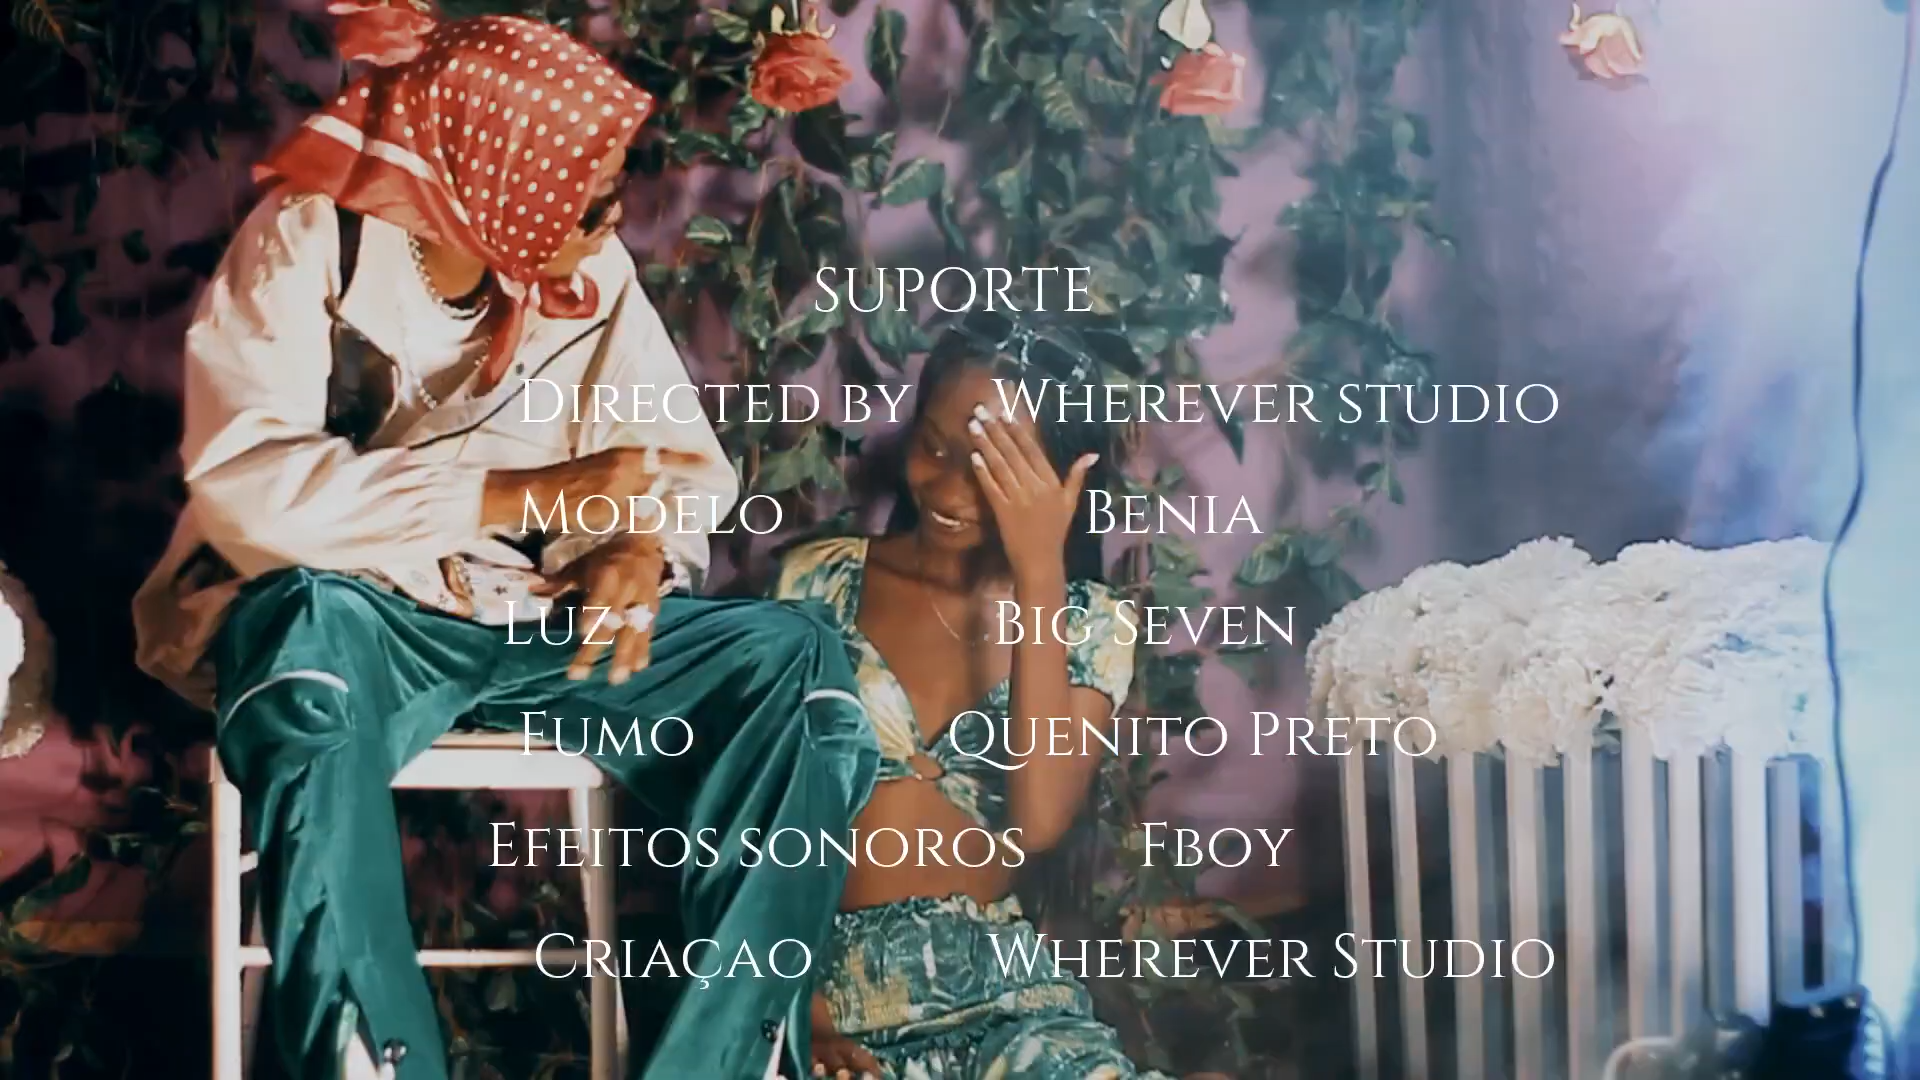 SUPORTE
DIRECTED BY WHEREVER STUDIO
MODELO BENIA
LUZ BIG SEVEN
FUMO QUENITO PRETO
EFEITOS SONOROS FBOY
CRIAÇAO WHEREVER STUDIO